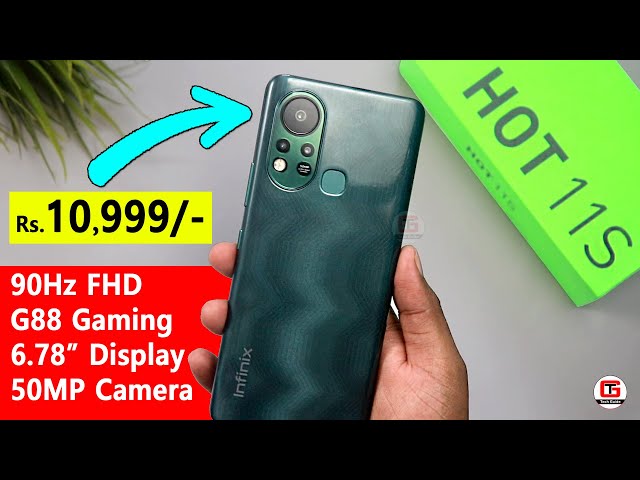 Rs. 10,999/-
90Hz FHD
G88 Gaming
6.78” Display
50MP Camera
Infinix
HOT 11S
HOT 11S
TG
Tech Guide